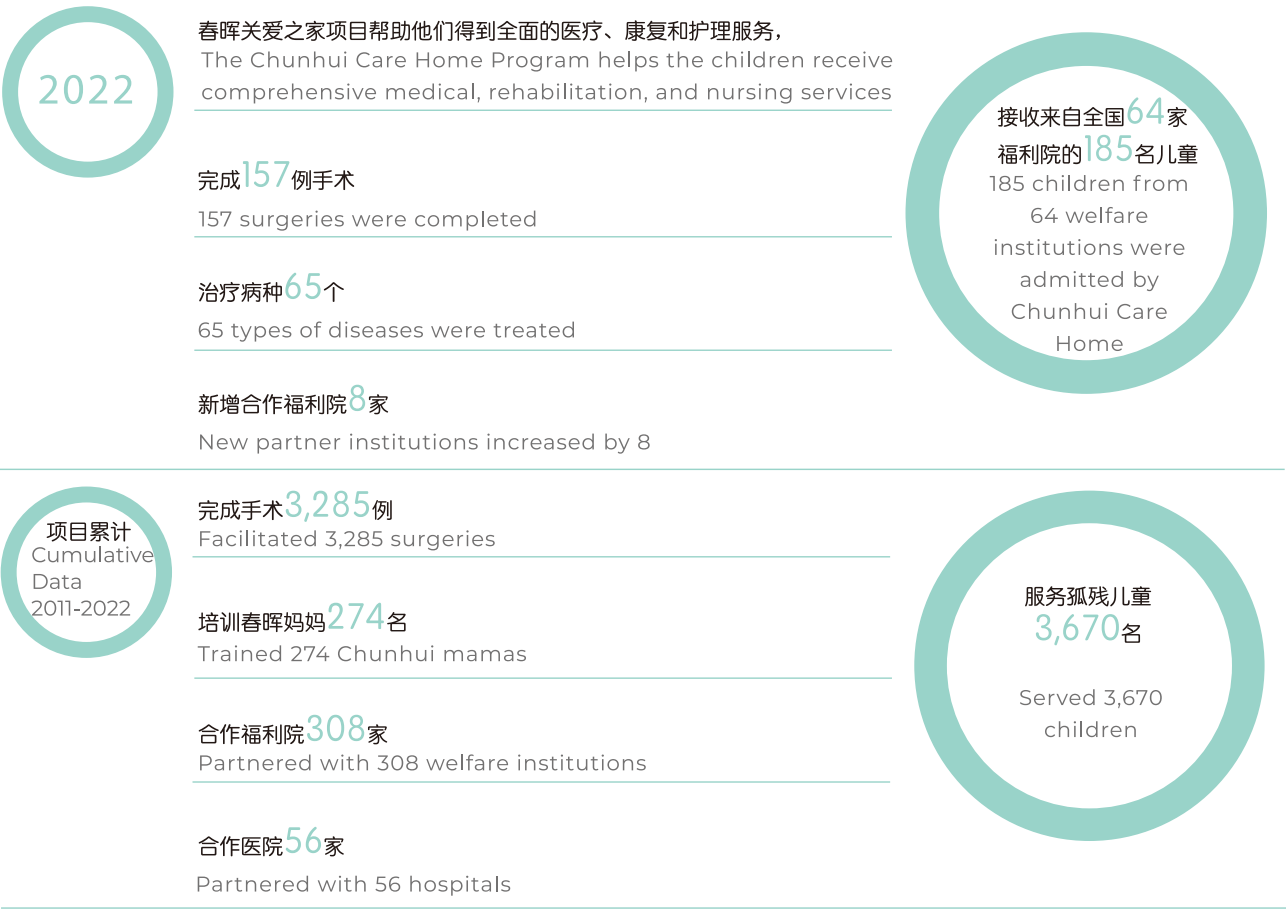 2022
春晖关爱之家项目帮助他们得到全面的医疗、康复和护理服务，
The Chunhui Care Home Program helps the children receive
comprehensive medical, rehabilitation, and nursing services
完成157例手术
157 surgeries were completed
治疗病种65个
65 types of diseases were treated
新增合作福利院8家
New partner institutions increased by 8
接收来自全国64家
福利院的185名儿童
185 children from
64 welfare
institutions were
admitted by
Chunhui Care
Home
项目累计
Cumulative
Data
2011-2022
完成手术3,285例
Facilitated 3,285 surgeries
培训春晖妈妈274名
Trained 274 Chunhui mamas
合作福利院308家
Partnered with 308 welfare institutions
合作医院56家
Partnered with 56 hospitals
服务孤残儿童
3,670名
Served 3,670
children